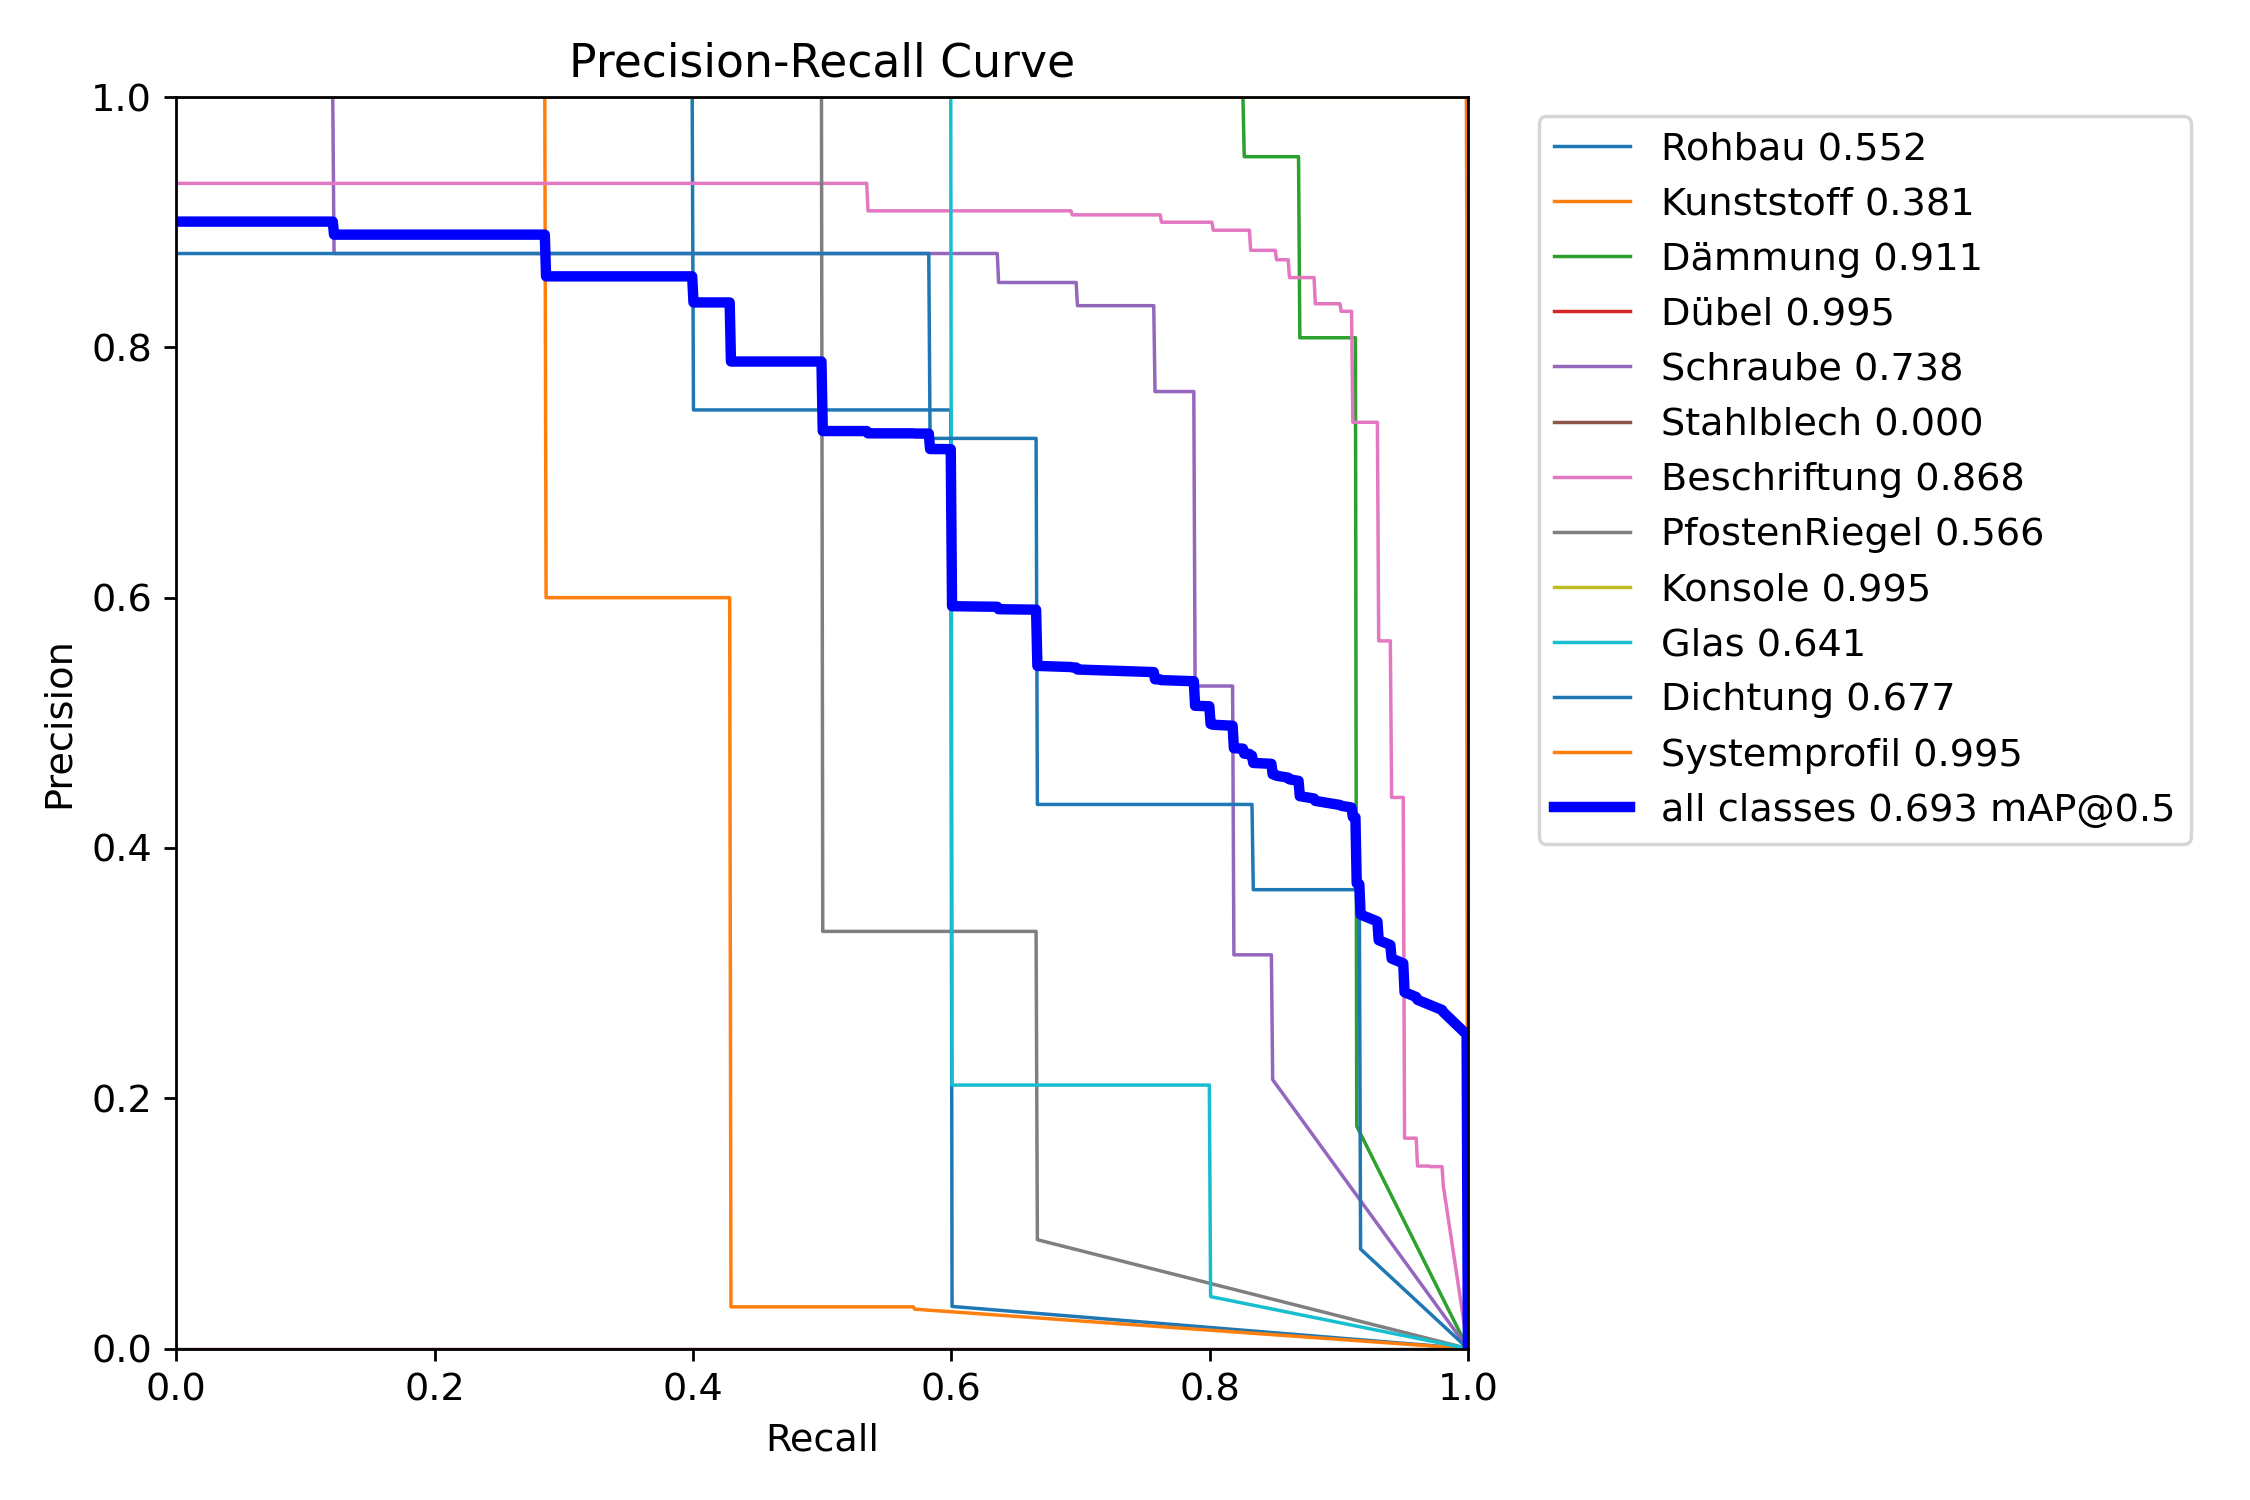 Precision-Recall Curve
1.0
0.8
0.6
0.4
0.2
0.0
0.0 0.2 0.4 0.6 0.8 1.0
Precision
Recall
Rohbau 0.552
Kunststoff 0.381
Dämmung 0.911
Dübel 0.995
Schraube 0.738
Stahlblech 0.000
Beschriftung 0.868
PfostenRiegel 0.566
Konsole 0.995
Glas 0.641
Dichtung 0.677
Systemprofil 0.995
all classes 0.693 mAP@0.5